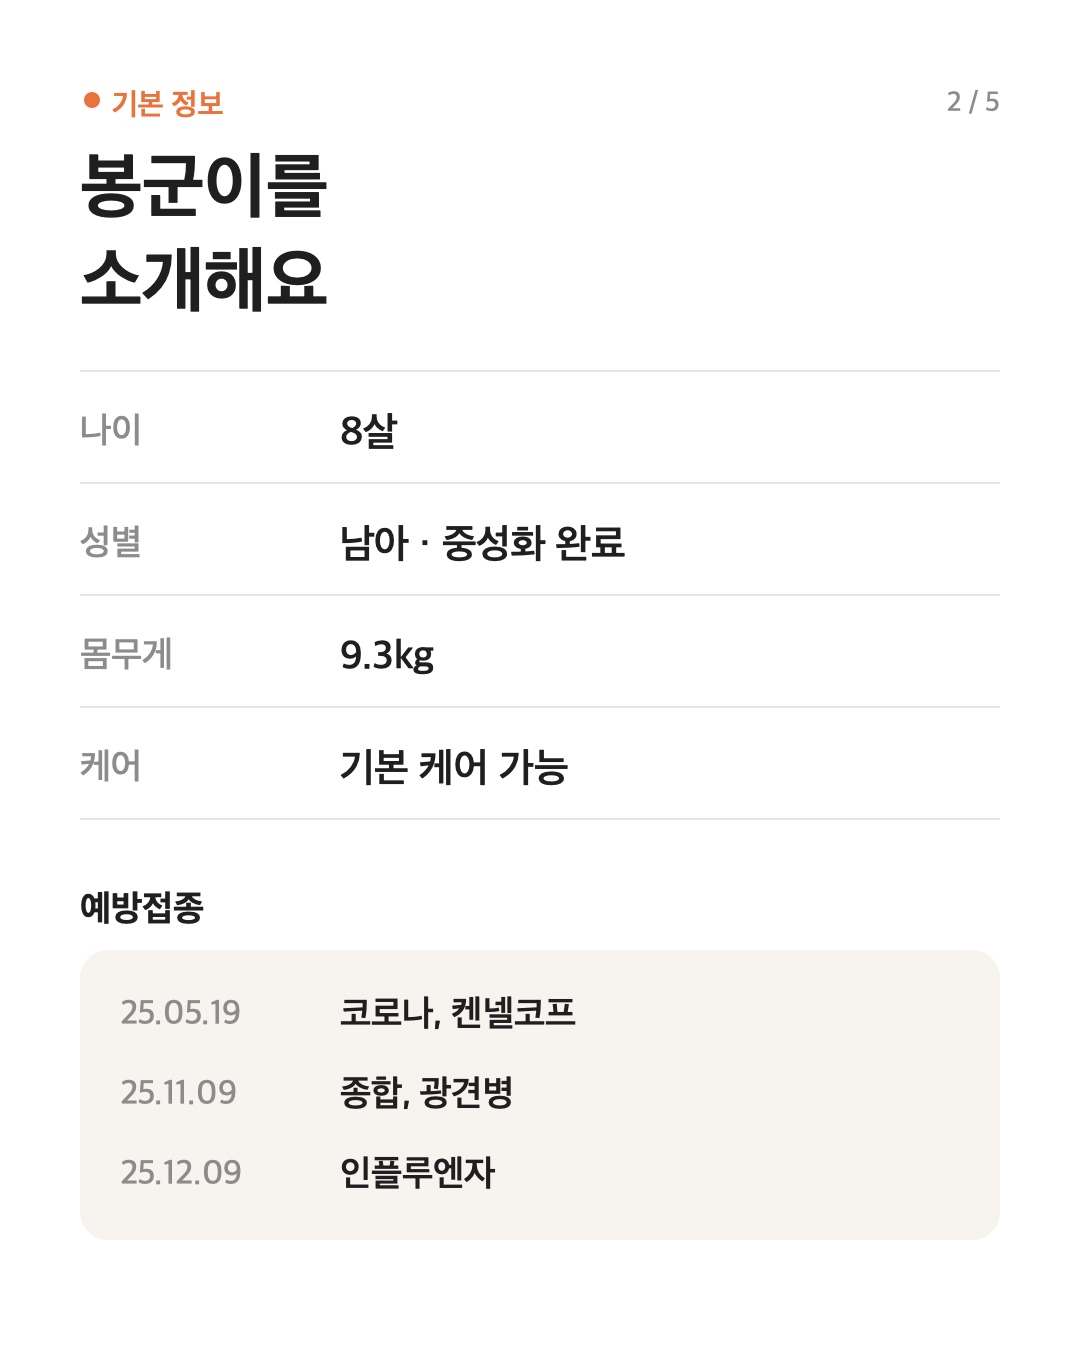 기본 정보
2 / 5
봉군이를
소개해요
나이 8살
성별 남아 · 중성화 완료
몸무게 9.3kg
케어 기본 케어 가능
예방접종
25.05.19 코로나, 켄넬코프
25.11.09 종합, 광견병
25.12.09 인플루엔자